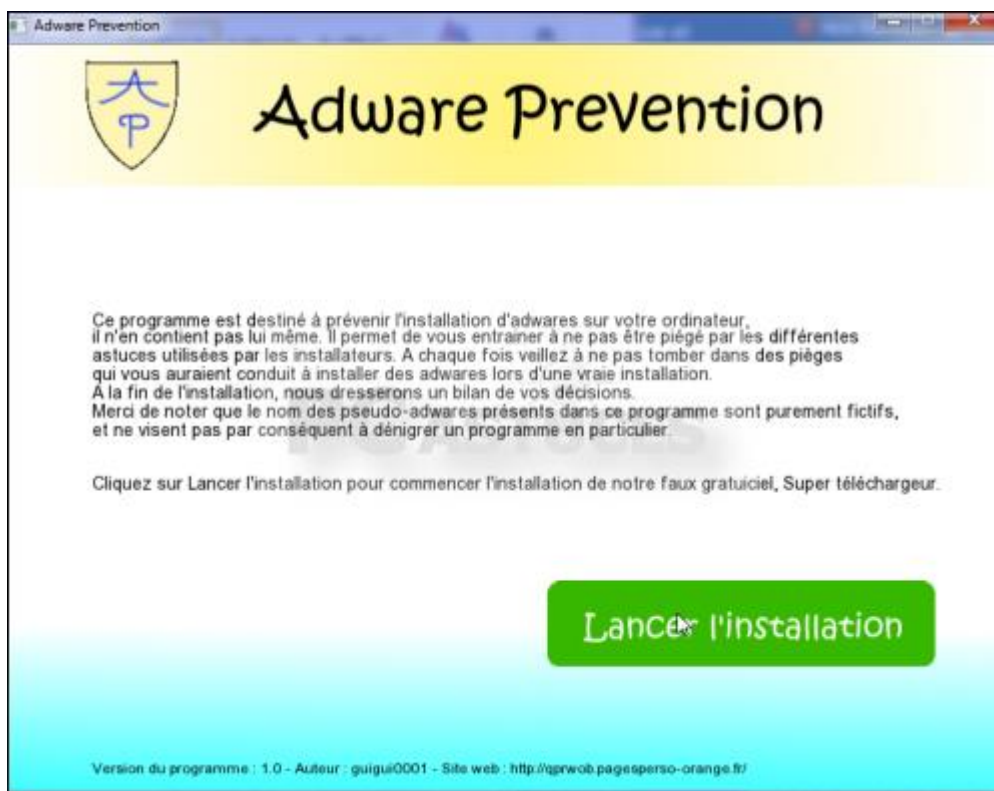 Adware Prevention
AP
Adware Prevention
Ce programme est destiné à prévenir l'installation d'adwares sur votre ordinateur,
il n'en contient pas lui même. Il permet de vous entrainer à ne pas être piégé par les différentes
astuces utilisées par les installateurs. A chaque fois veillez à ne pas tomber dans des pièges
qui vous auraient conduit à installer des adwares lors d'une vraie installation.
À la fin de l'installation, nous dresserons un bilan de vos décisions.
Merci de noter que le nom des pseudo-adwares présents dans ce programme sont purement fictifs,
et ne visent pas par conséquent à dénigrer un programme en particulier.
Cliquez sur Lancer l'installation pour commencer l'installation de notre faux gratuiciel, Super téléchargeur.
Lancer l'installation
Version du programme : 1.0 - Auteur : guigui0001 - Site web : http://qprwob.pagesperso-orange.fr/